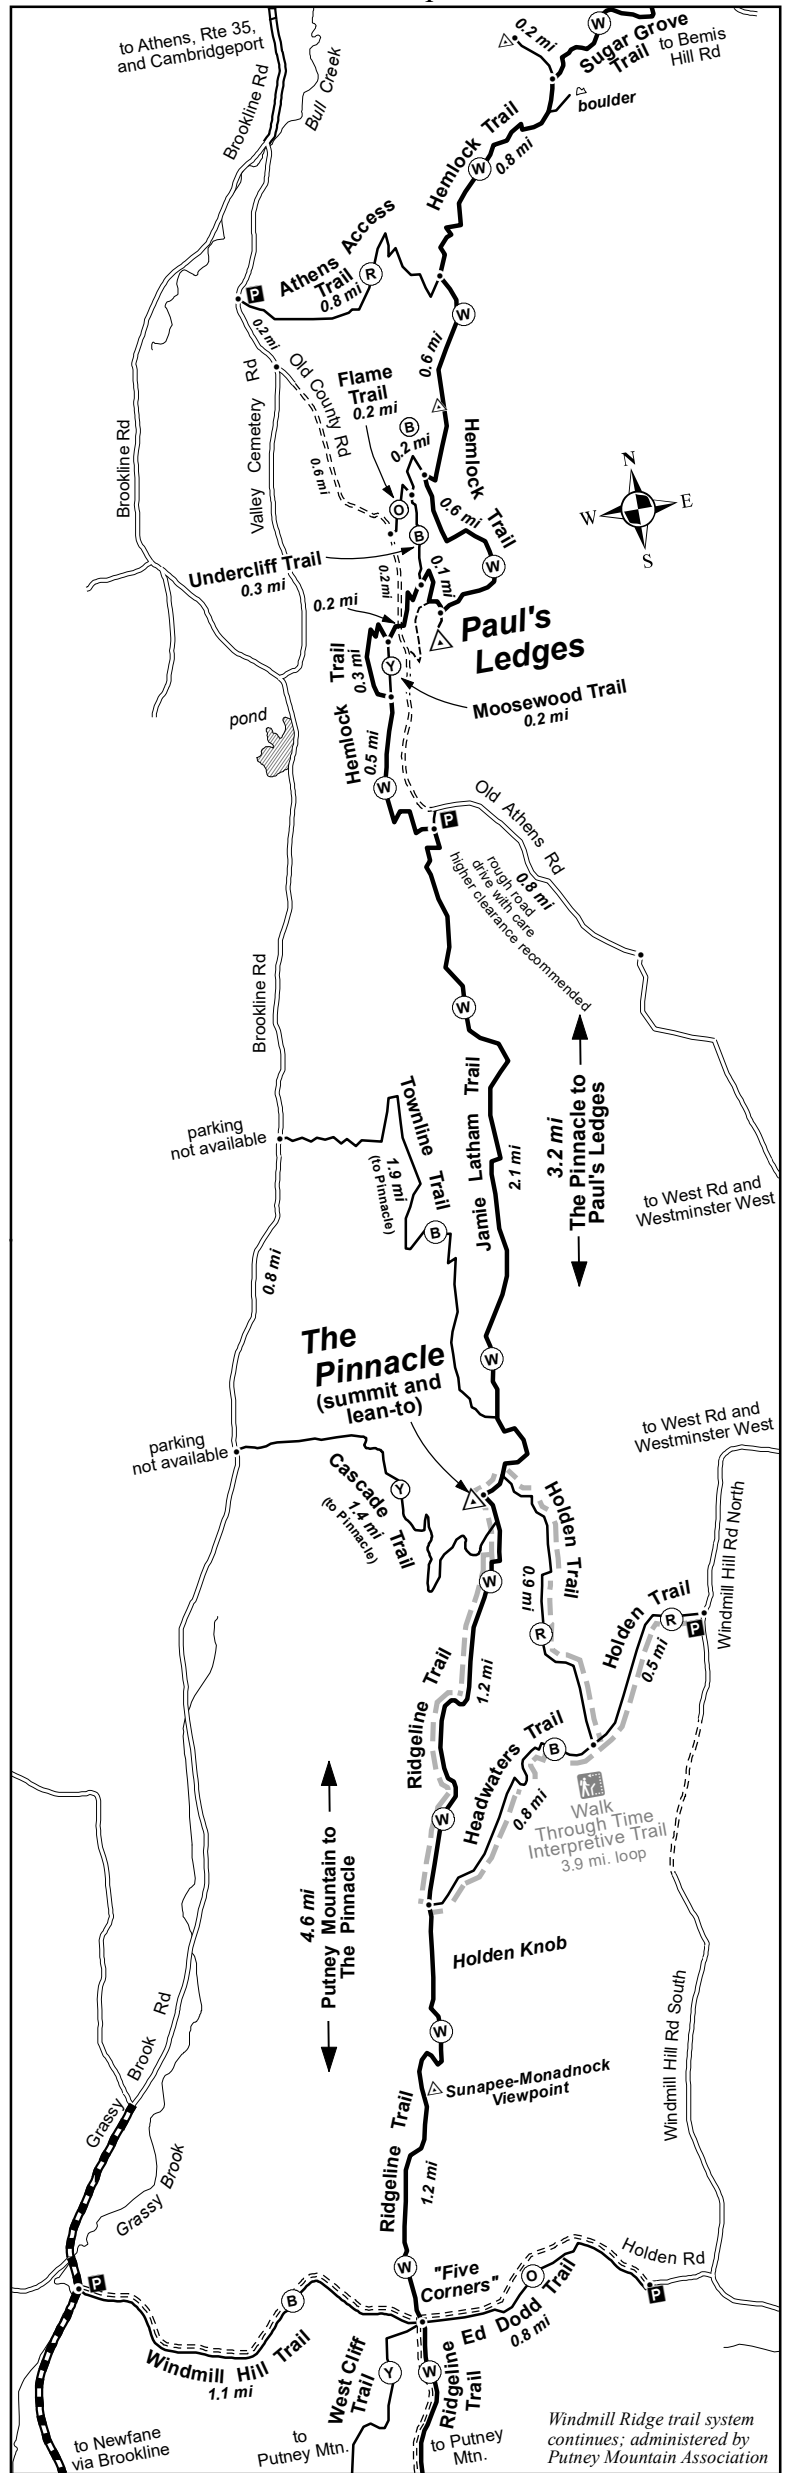 to Athens, Rte 35,
and Cambridgeport
Brookline Rd
Bull Creek
0.2 mi
W
Sugar Grove
Trail
to Bemis
Hill Rd
boulder
Hemlock Trail
W
0.8 mi
Athens Access
Trail
0.8 mi
R
P
W
0.6 mi
0.2 mi
Old County Rd
0.6 mi
Valley Cemetery Rd
Brookline Rd
Flame
Trail
0.2 mi
B
0.2 mi
Hemlock Trail
0.6 mi
O
B
W
N
W
E
S
Undercliff Trail
0.3 mi
0.2 mi
0.1 mi
0.2 mi
Paul's
Ledges
Y
Moosewood Trail
0.2 mi
Hemlock Trail
0.3 mi
0.5 mi
W
pond
P
Old Athens Rd
0.8 mi
rough road
drive with care
higher clearance recommended
Brookline Rd
W
Jamie Latham Trail
2.1 mi
3.2 mi
The Pinnacle to
Paul's Ledges
parking
not available
Townline Trail
1.9 mi
(to Pinnacle)
B
to West Rd and
Westminster West
0.8 mi
The
Pinnacle
(summit and
lean-to)
W
parking
not available
Cascade Trail
1.4 mi
(to Pinnacle)
Y
to West Rd and
Westminster West
Holden Trail
0.9 mi
R
W
Windmill Hill Rd North
Holden Trail
R
P
0.5 mi
Ridgeline Trail
1.2 mi
W
Headwaters Trail
B
0.8 mi
Walk
Through Time
Interpretive Trail
3.9 mi. loop
4.6 mi
Putney Mountain to
The Pinnacle
Holden Knob
W
Sunapee-Monadnock
Viewpoint
Windmill Hill Rd South
Grassy Brook Rd
Grassy Brook
Ridgeline Trail
1.2 mi
W
"Five
Corners"
Holden Rd
P
O
Ed Dodd Trail
0.8 mi
P
B
Windmill Hill Trail
1.1 mi
West Cliff
Trail
Y
W
Ridgeline
Trail
to Newfane
via Brookline
to
Putney Mtn.
to Putney
Mtn.
Windmill Ridge trail system
continues; administered by
Putney Mountain Association